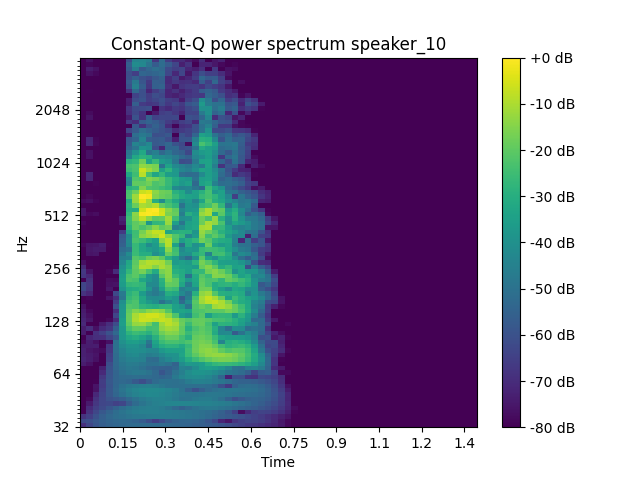 Constant-Q power spectrum speaker_10
Hz
2048
1024
512
256
128
64
32
0 0.15 0.3 0.45 0.6 0.75 0.9 1.1 1.2 1.4
Time
+0 dB
-10 dB
-20 dB
-30 dB
-40 dB
-50 dB
-60 dB
-70 dB
-80 dB